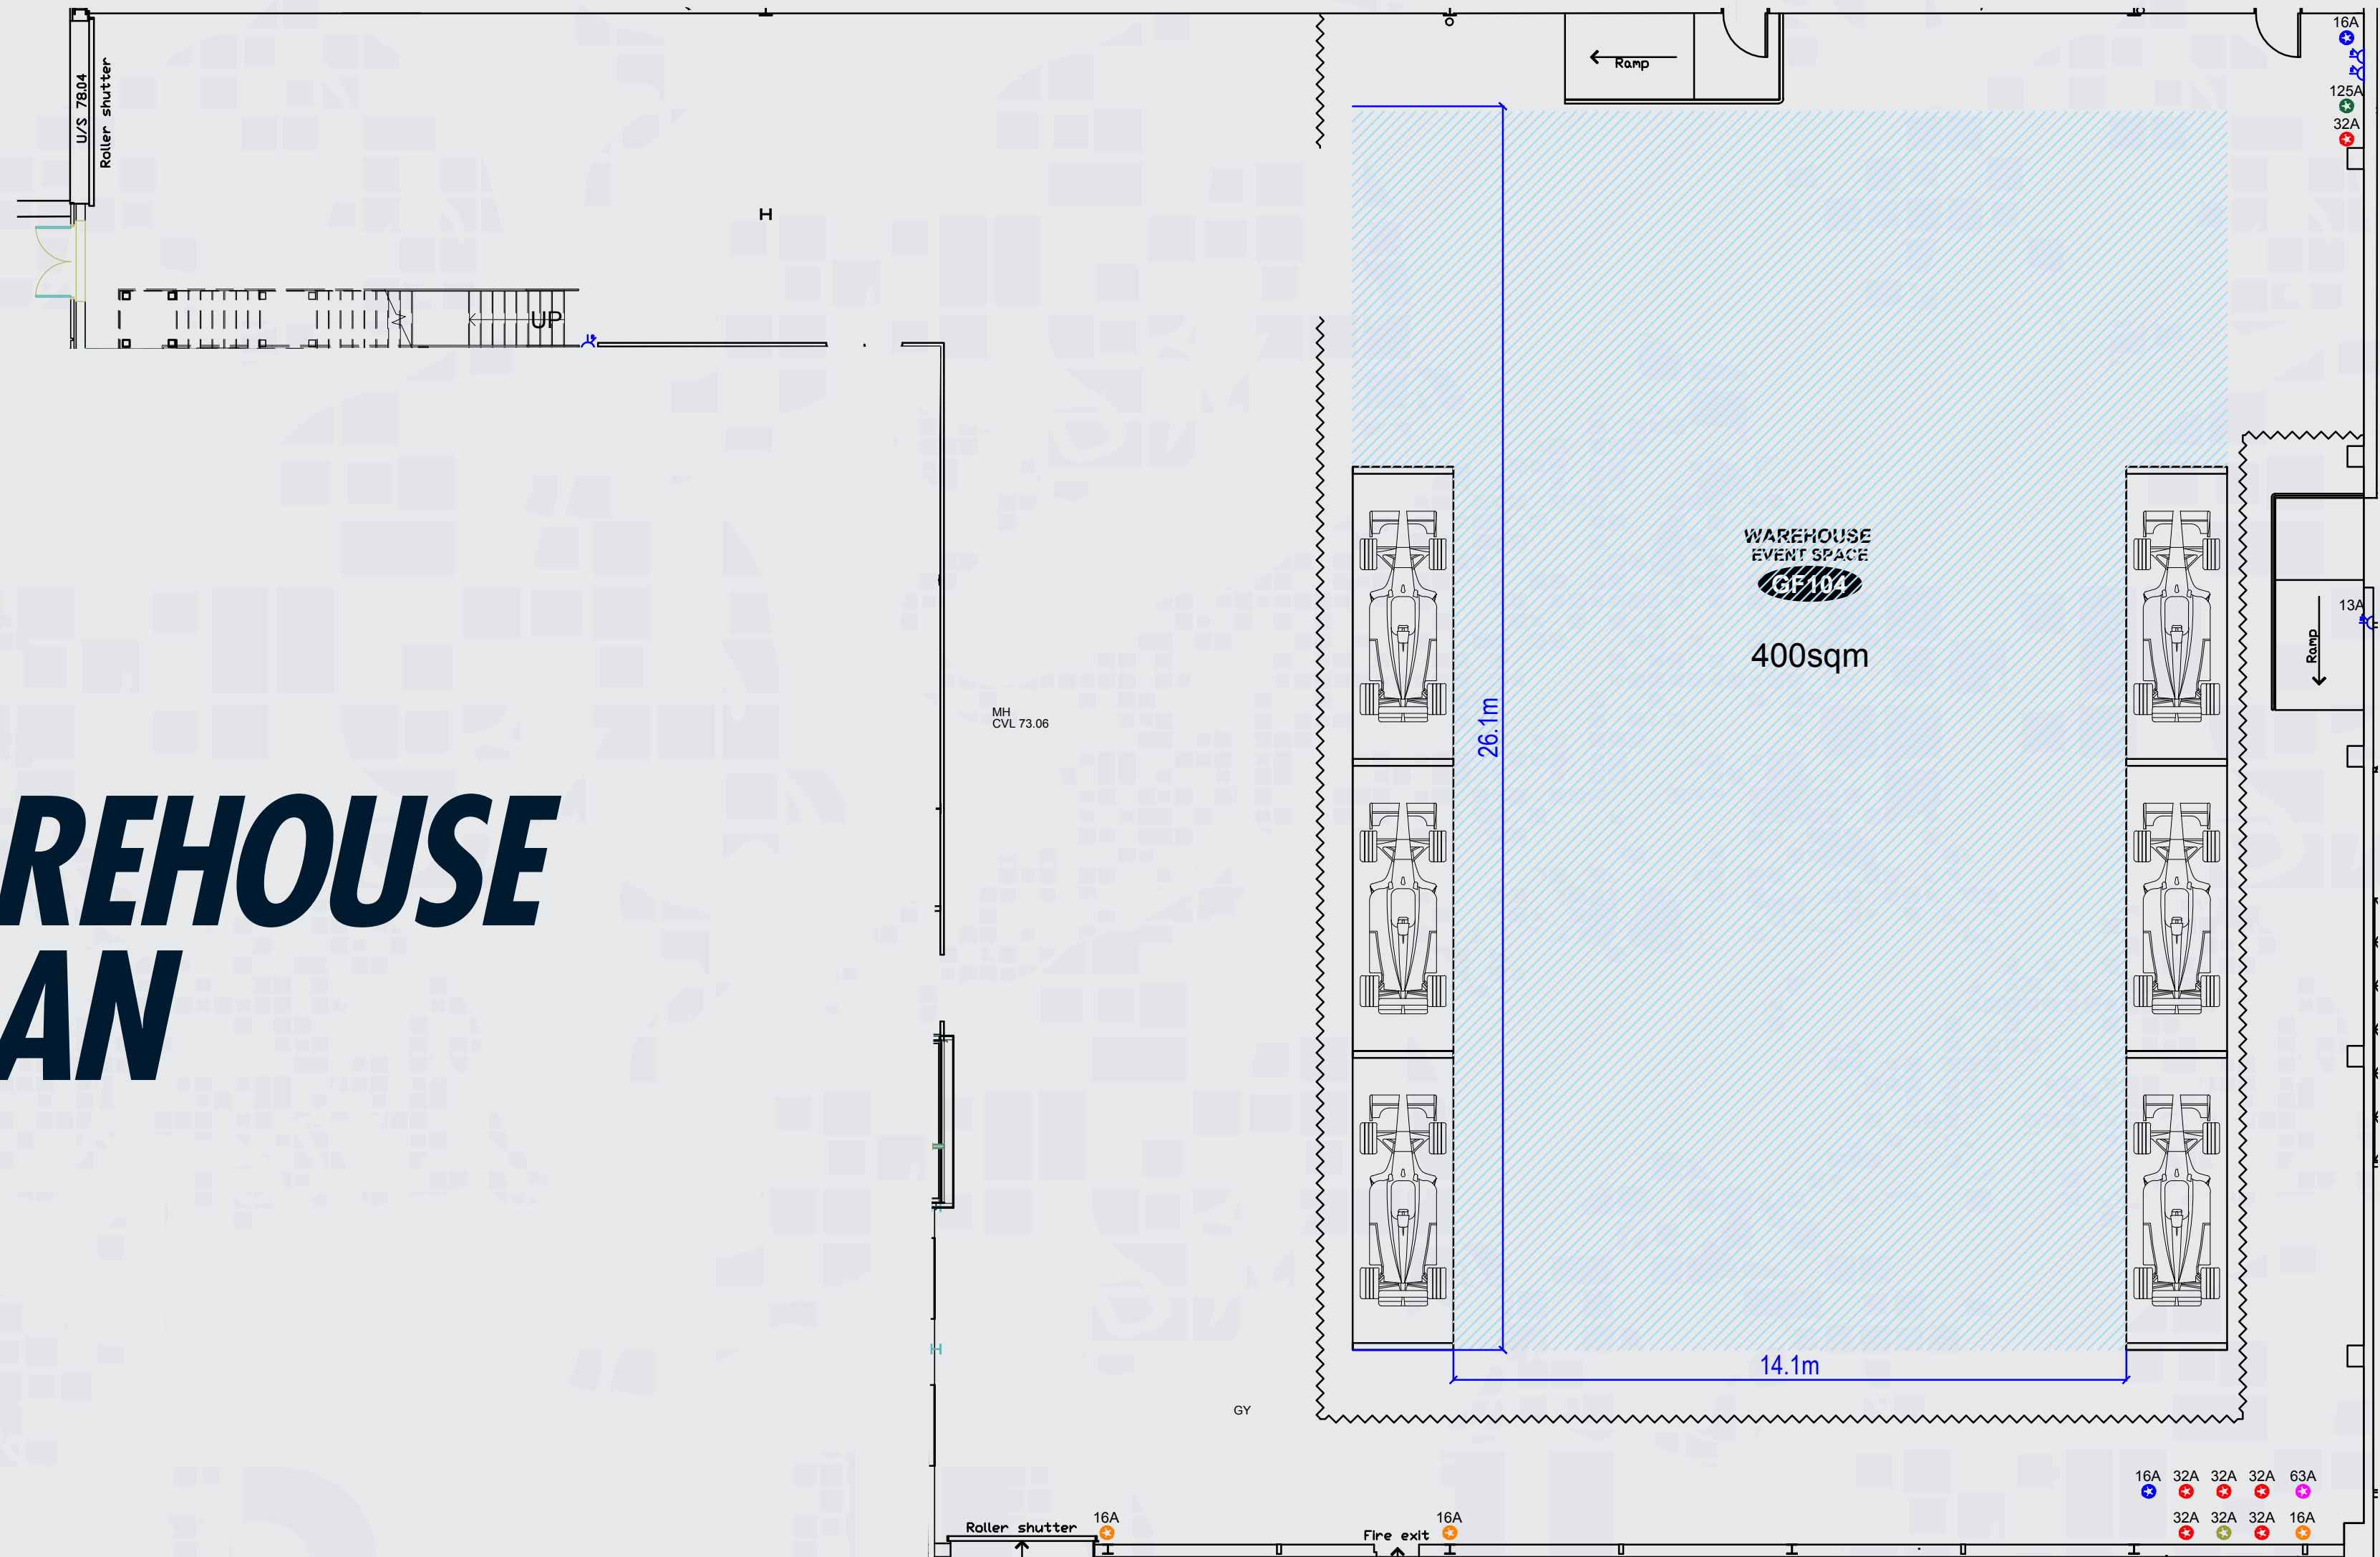 16A
Ramp
U/S 78.04
Roller shutter
125A
32A
UP
WAREHOUSE
EVENT SPACE
GF104
13A
Ramp
400sqm
26.1m
MH
CVL 73.06
REHOUSE
AN
14.1m
GY
16A 32A 32A 32A 63A
Roller shutter
16A
Fire exit
16A
32A 32A 32A 16A